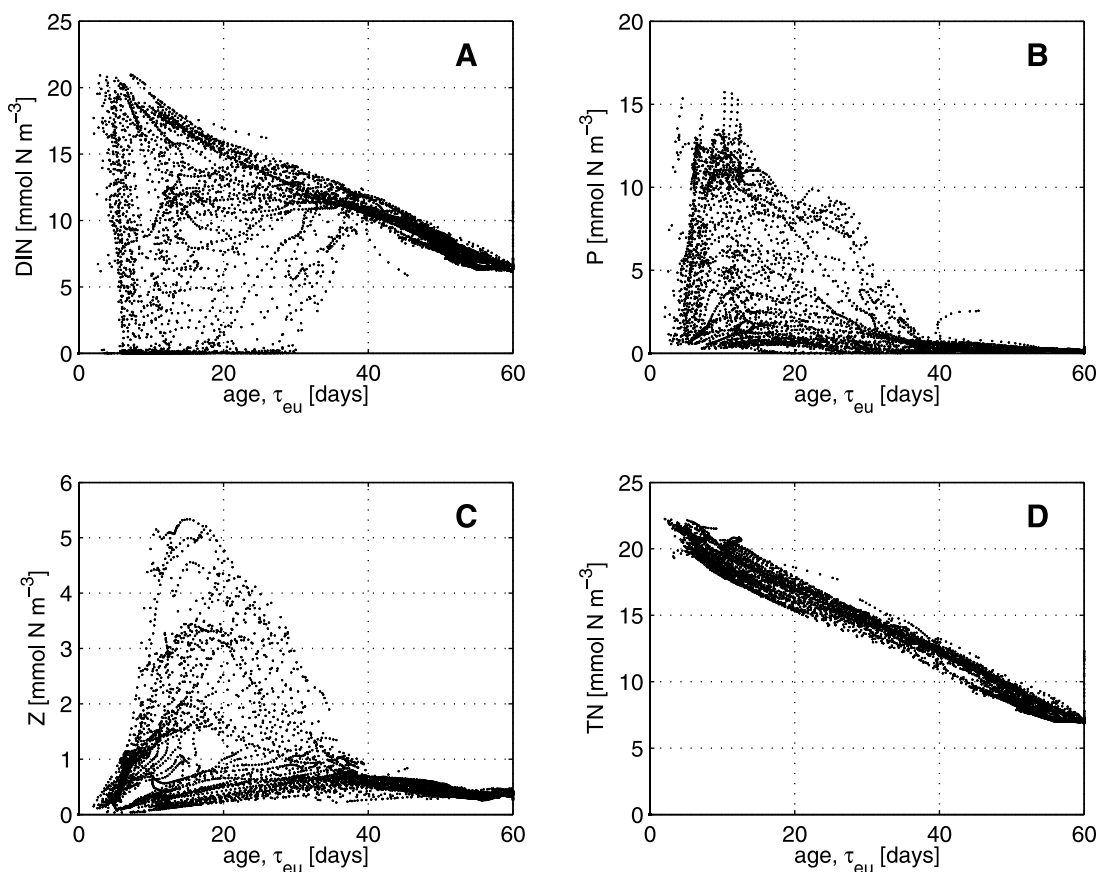 A
DIN [mmol N m−3]
25
20
15
10
5
0
0 20 40 60
age, τeu [days]
B
P [mmol N m−3]
20
15
10
5
0
0 20 40 60
age, τeu [days]
C
Z [mmol N m−3]
6
5
4
3
2
1
0
0 20 40 60
age, τeu [days]
D
TN [mmol N m−3]
25
20
15
10
5
0
0 20 40 60
age, τeu [days]